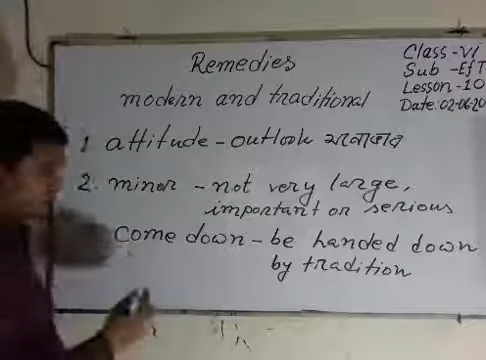 Remedies
modern and traditional
Class-VI
Sub-EfT
Lesson-10
Date:02-06-20
1 attitude - outlook মনোভাব
2. minor - not very large,
important or serious
Come down - be handed down
by tradition